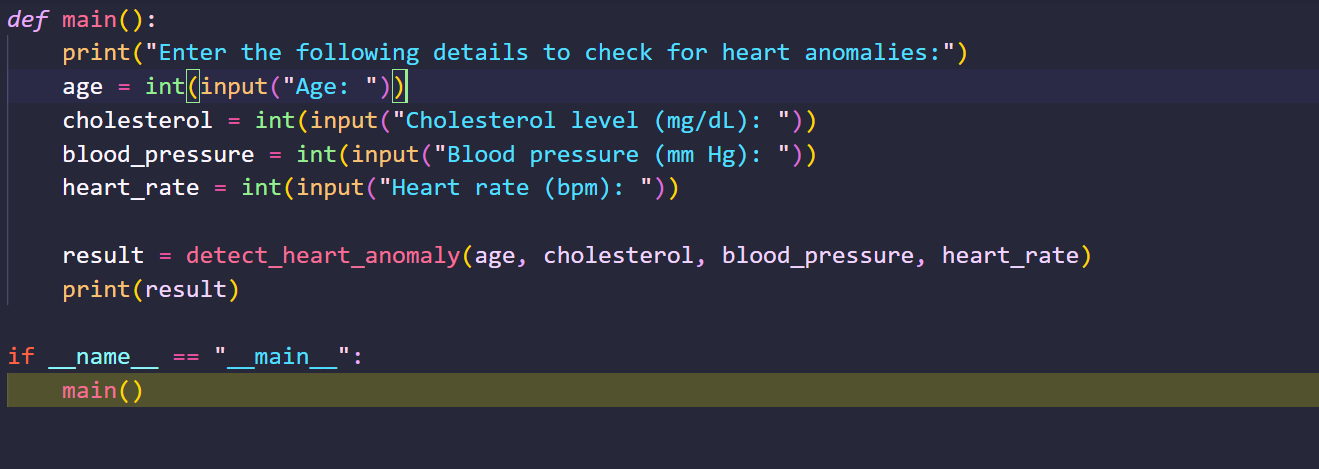 def main():
    print("Enter the following details to check for heart anomalies:")
    age = int(input("Age: "))
    cholesterol = int(input("Cholesterol level (mg/dL): "))
    blood_pressure = int(input("Blood pressure (mm Hg): "))
    heart_rate = int(input("Heart rate (bpm): "))

    result = detect_heart_anomaly(age, cholesterol, blood_pressure, heart_rate)
    print(result)

if __name__ == "__main__":
    main()